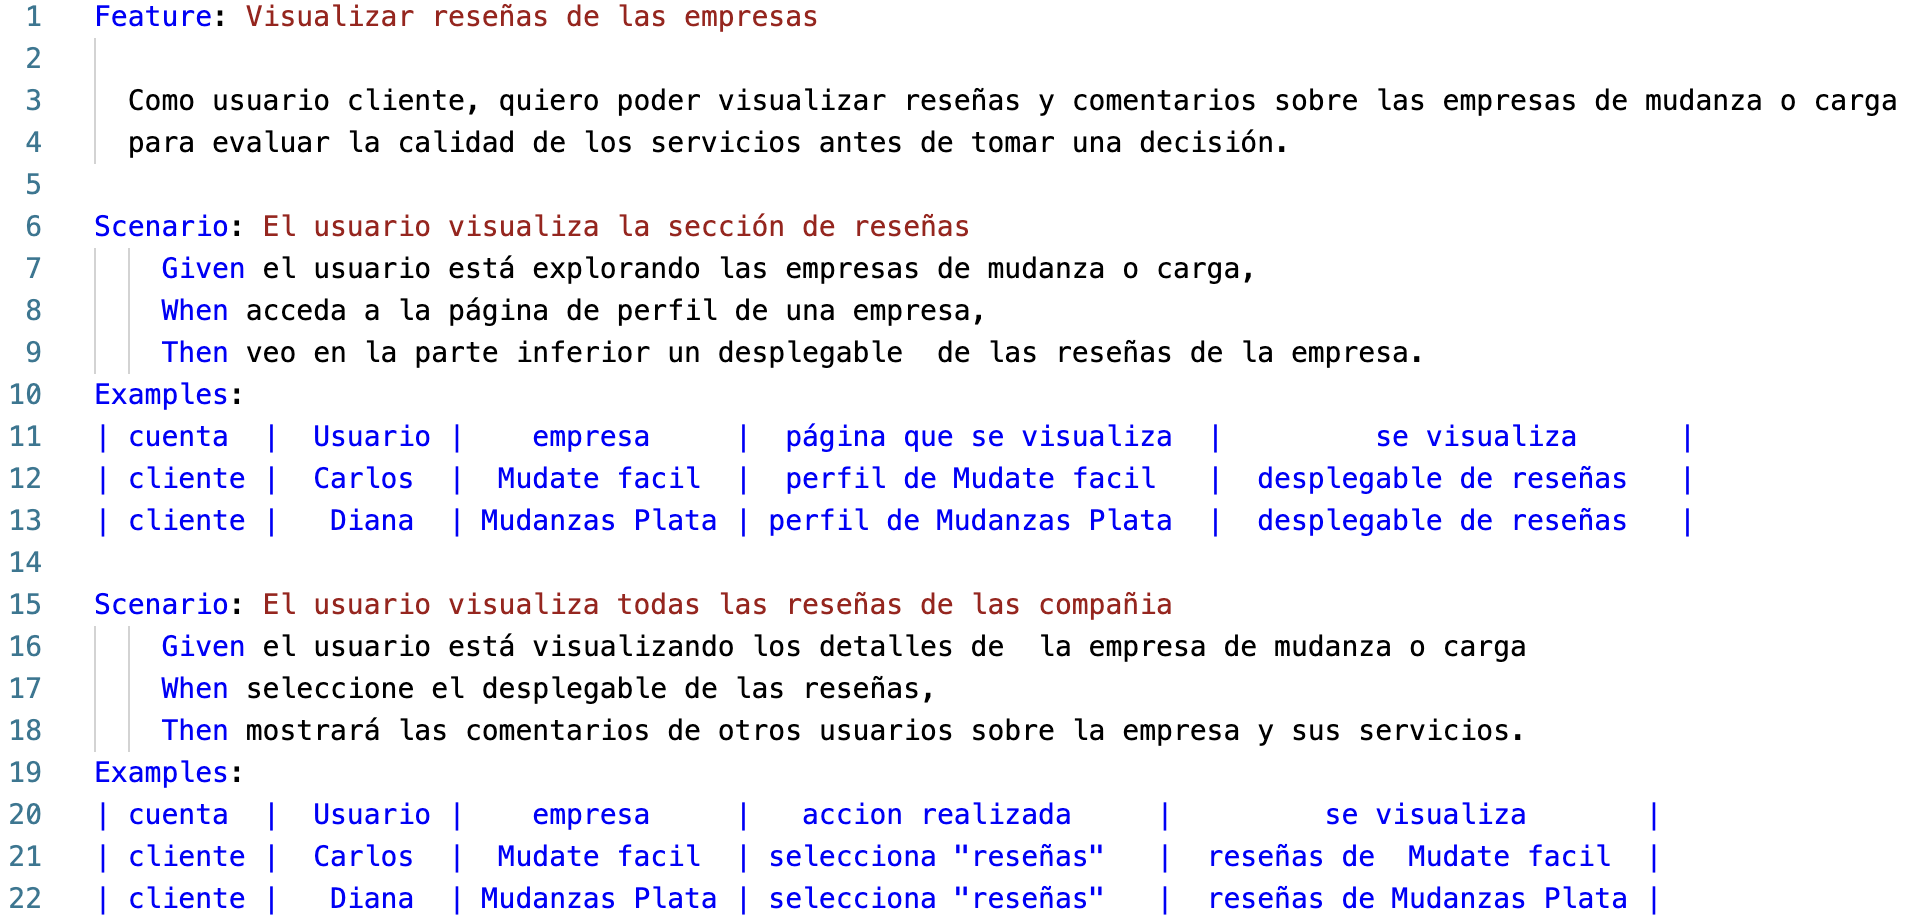 1 Feature: Visualizar reseñas de las empresas
2
3 Como usuario cliente, quiero poder visualizar reseñas y comentarios sobre las empresas de mudanza o carga
4 para evaluar la calidad de los servicios antes de tomar una decisión.
5
6 Scenario: El usuario visualiza la sección de reseñas
7 Given el usuario está explorando las empresas de mudanza o carga,
8 When acceda a la página de perfil de una empresa,
9 Then veo en la parte inferior un desplegable  de las reseñas de la empresa.
10 Examples:
11 | cuenta  |  Usuario |    empresa     |  página que se visualiza  |         se visualiza      |
12 | cliente |  Carlos  |  Mudate facil  |  perfil de Mudate facil   |  desplegable de reseñas   |
13 | cliente |   Diana  | Mudanzas Plata | perfil de Mudanzas Plata  |  desplegable de reseñas   |
14
15 Scenario: El usuario visualiza todas las reseñas de las compañia
16 Given el usuario está visualizando los detalles de  la empresa de mudanza o carga
17 When seleccione el desplegable de las reseñas,
18 Then mostrará las comentarios de otros usuarios sobre la empresa y sus servicios.
19 Examples:
20 | cuenta  |  Usuario |    empresa     |   accion realizada     |         se visualiza       |
21 | cliente |  Carlos  |  Mudate facil  | selecciona "reseñas"   |  reseñas de  Mudate facil  |
22 | cliente |   Diana  | Mudanzas Plata | selecciona "reseñas"   |  reseñas de Mudanzas Plata |